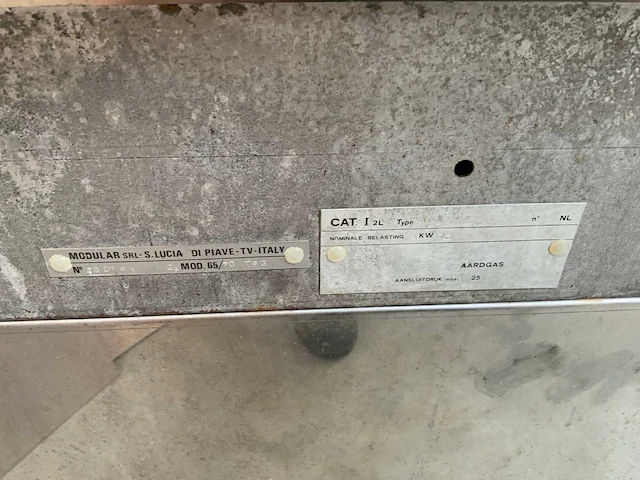 MODULAR SRL - S. LUCIA DI PIAVE - TV - ITALY
N° MOD. 65/
CAT. I 2L Type n° NL
NOMINALE BELASTING KW
AARDGAS
AANSLUITDRUK mbar 25